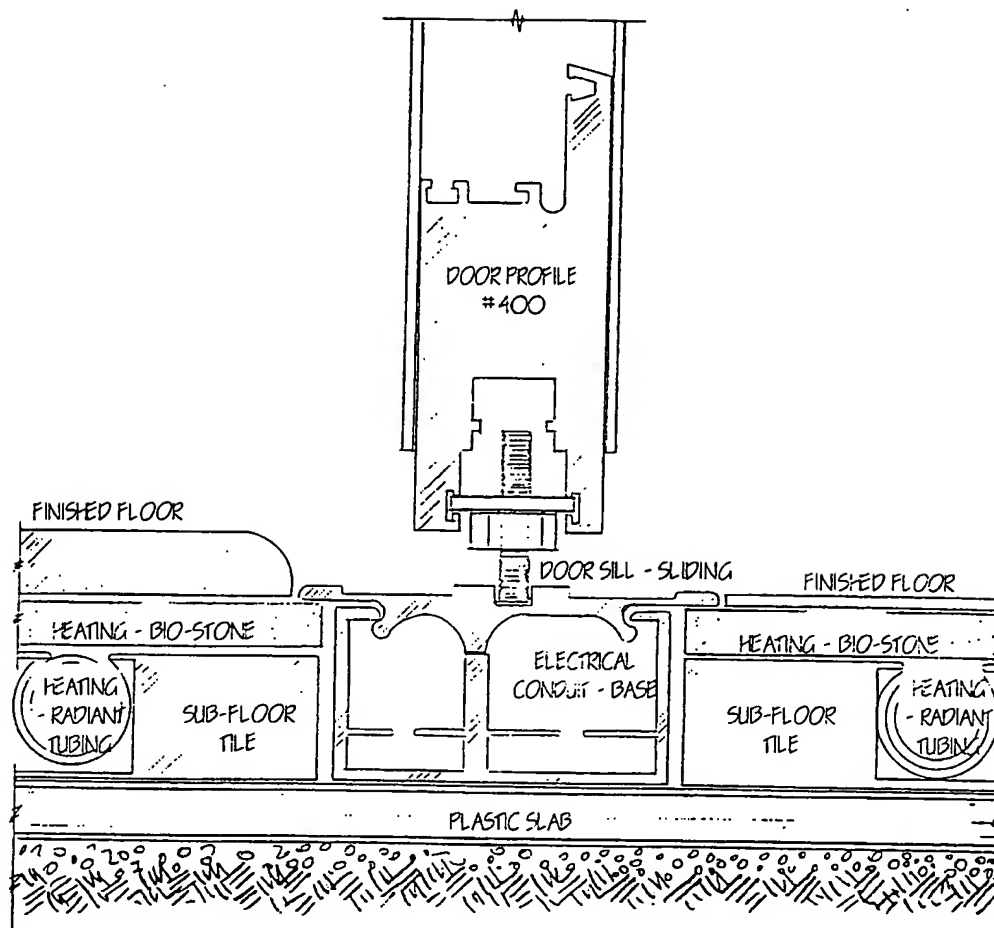 DOOR PROFILE
#400
FINISHED FLOOR
DOOR SILL - SLIDING
FINISHED FLOOR
HEATING - BIO-STONE
HEATING - BIO-STONE
HEATING
- RADIANT
TUBING
SUB-FLOOR
TILE
ELECTRICAL
CONDUIT - BASE
SUB-FLOOR
TILE
HEATING
- RADIANT
TUBING
PLASTIC SLAB